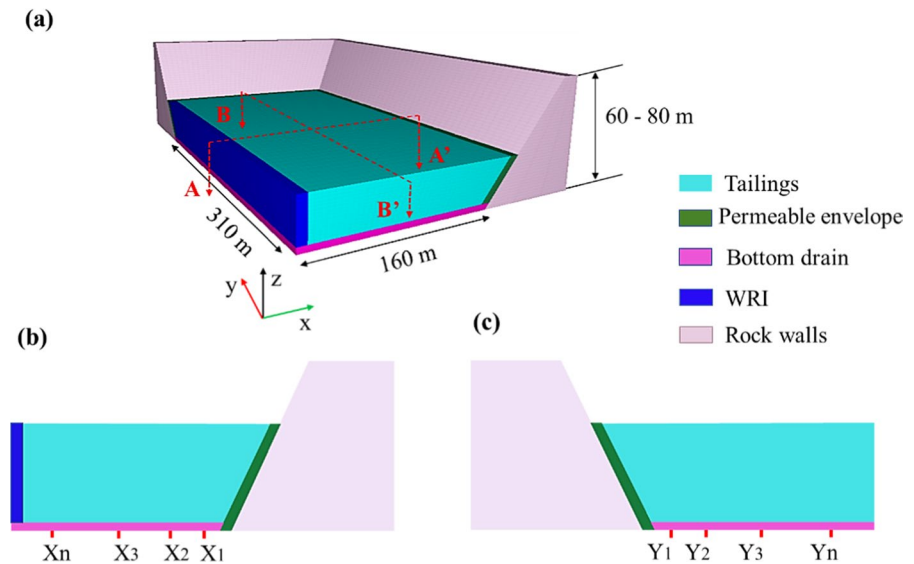 (a)
B
A'
A
B'
60 - 80 m
310 m
160 m
y
z
x
Tailings
Permeable envelope
Bottom drain
WRI
Rock walls
(b)
Xn
X3
X2
X1
(c)
Y1
Y2
Y3
Yn